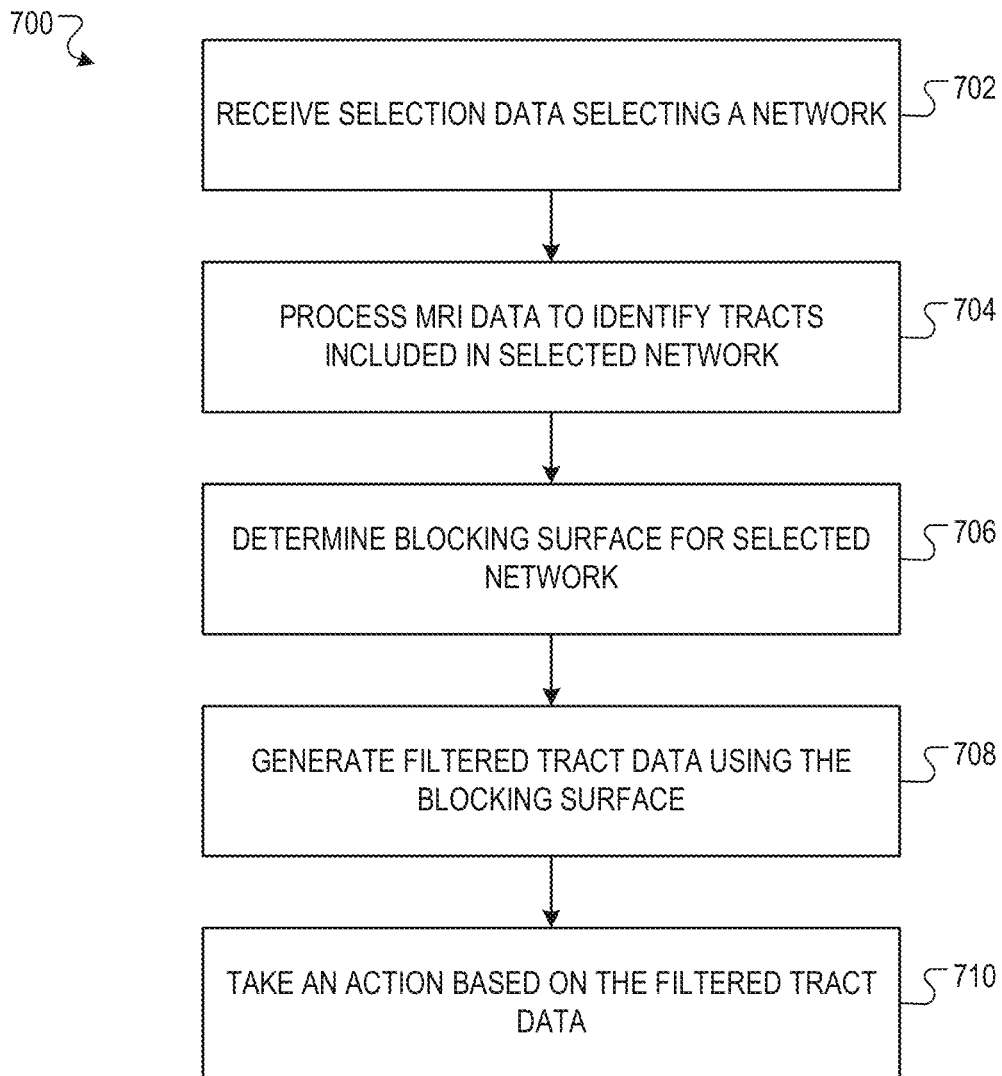 700
RECEIVE SELECTION DATA SELECTING A NETWORK
702
PROCESS MRI DATA TO IDENTIFY TRACTS
INCLUDED IN SELECTED NETWORK
704
DETERMINE BLOCKING SURFACE FOR SELECTED
NETWORK
706
GENERATE FILTERED TRACT DATA USING THE
BLOCKING SURFACE
708
TAKE AN ACTION BASED ON THE FILTERED TRACT
DATA
710